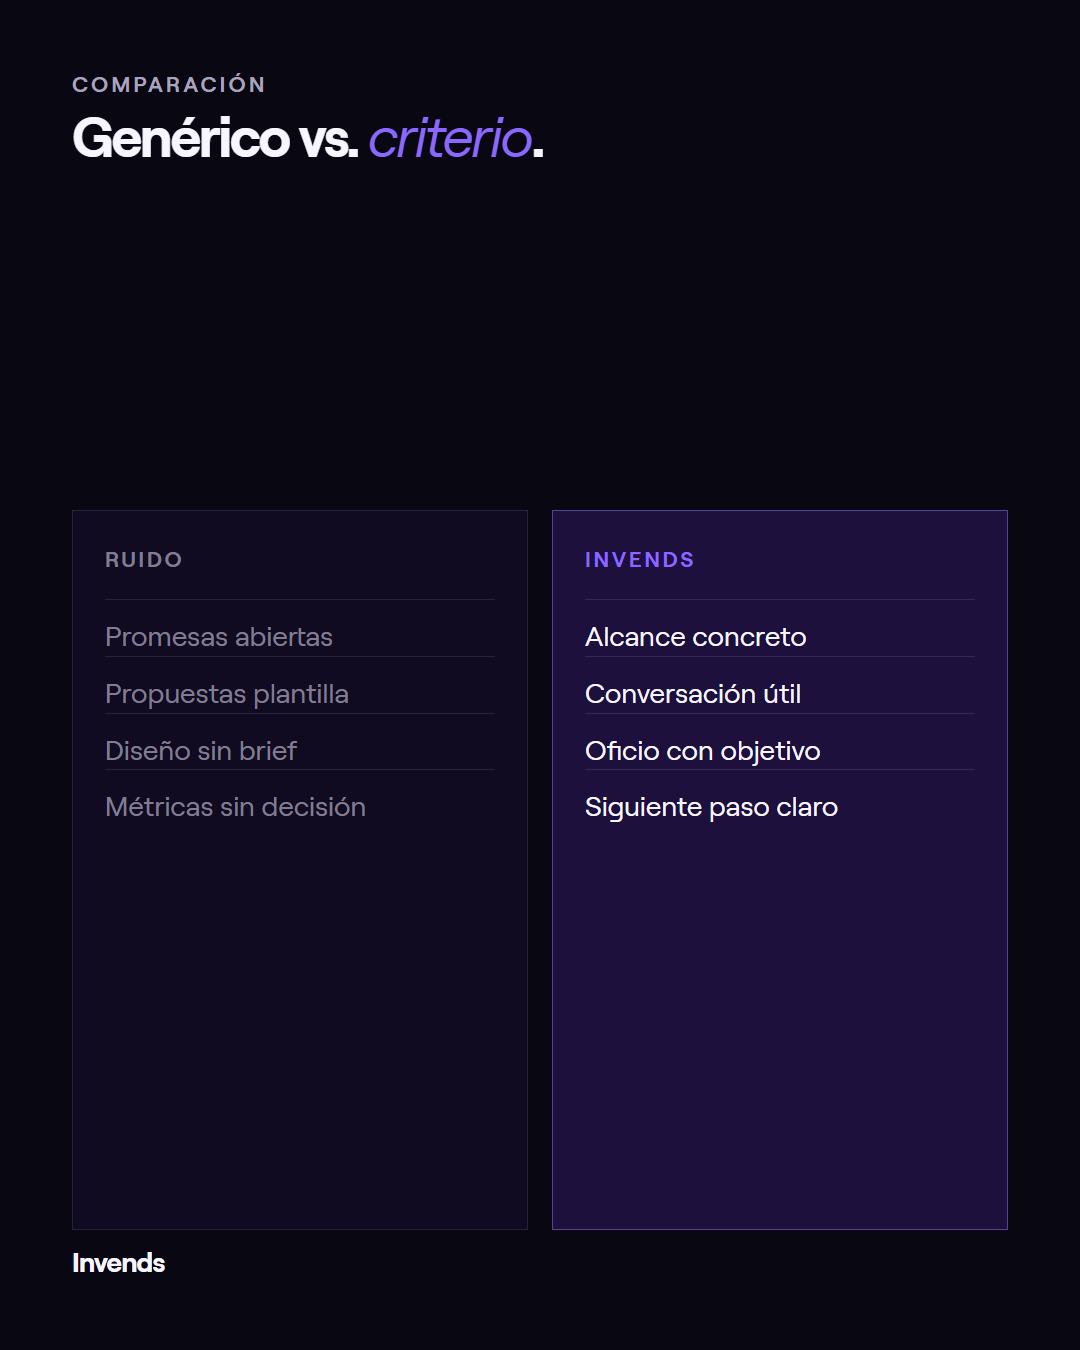 COMPARACIÓN
Genérico vs. criterio.
RUIDO
Promesas abiertas
Propuestas plantilla
Diseño sin brief
Métricas sin decisión
INVENDS
Alcance concreto
Conversación útil
Oficio con objetivo
Siguiente paso claro
Invends